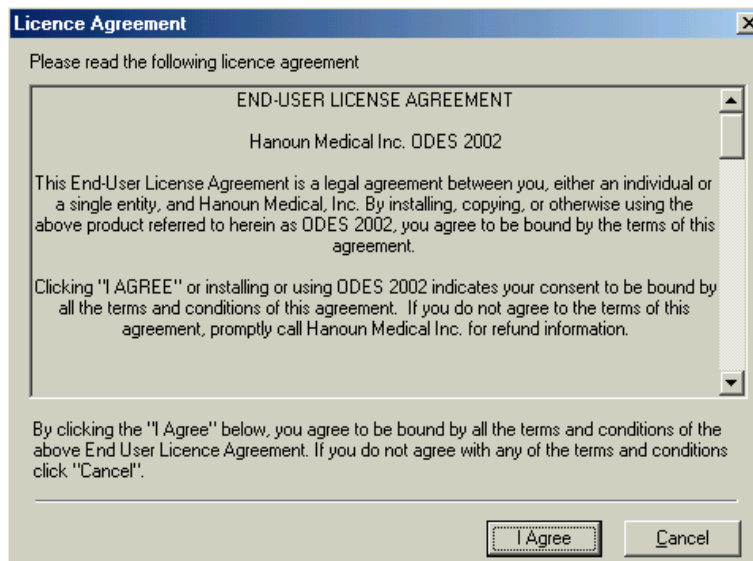 Licence Agreement
Please read the following licence agreement
END-USER LICENSE AGREEMENT
Hanoun Medical Inc. ODES 2002
This End-User License Agreement is a legal agreement between you, either an individual or
a single entity, and Hanoun Medical, Inc. By installing, copying, or otherwise using the
above product referred to herein as ODES 2002, you agree to be bound by the terms of this
agreement.
Clicking "I AGREE" or installing or using ODES 2002 indicates your consent to be bound by
all the terms and conditions of this agreement.  If you do not agree to the terms of this
agreement, promptly call Hanoun Medical Inc. for refund information.
By clicking the "I Agree" below, you agree to be bound by all the terms and conditions of the
above End User Licence Agreement. If you do not agree with any of the terms and conditions
click "Cancel".
I Agree
Cancel